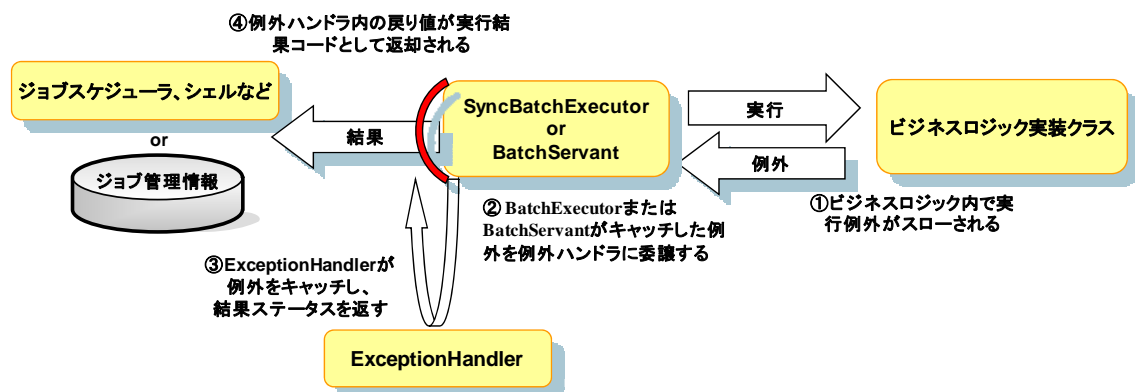 ④例外ハンドラ内の戻り値が実行結
果コードとして返却される
ジョブスケジューラ、シェルなど
or
ジョブ管理情報
結果
SyncBatchExecutor
or
BatchServant
実行
例外
ビジネスロジック実装クラス
①ビジネスロジック内で実
行例外がスローされる
② BatchExecutorまたは
BatchServantがキャッチした例
外を例外ハンドラに委譲する
③ExceptionHandlerが
例外をキャッチし、
結果ステータスを返す
ExceptionHandler